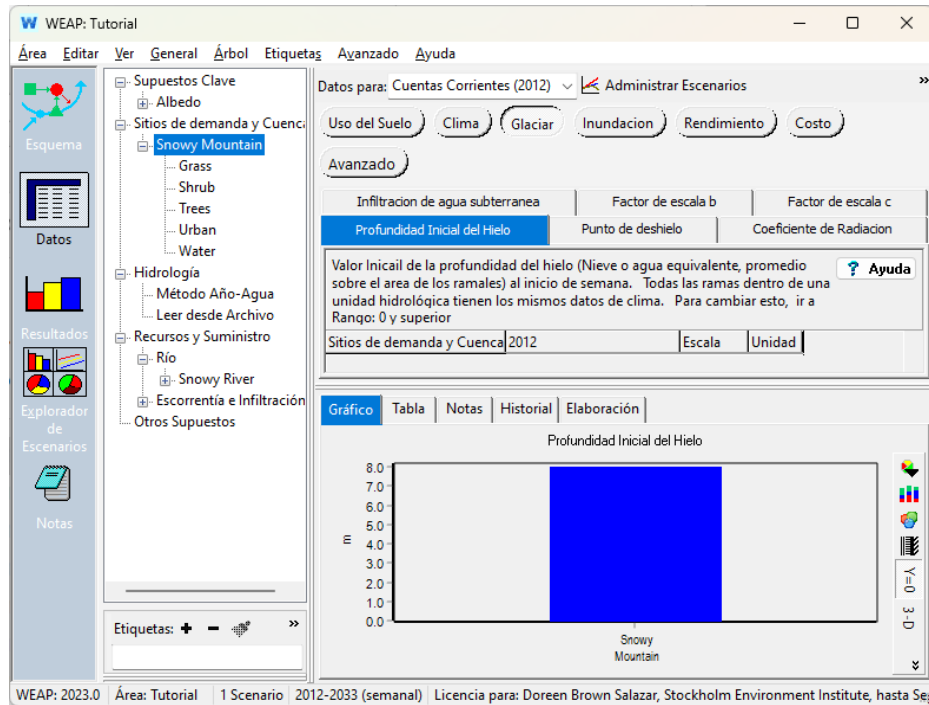 WEAP: Tutorial
Área Editar Ver General Árbol Etiquetas Avanzado Ayuda
Esquema
Datos
Resultados
Explorador
de
Escenarios
Notas
Supuestos Clave
Albedo
Sitios de demanda y Cuenca
Snowy Mountain
Grass
Shrub
Trees
Urban
Water
Hidrología
Método Año-Agua
Leer desde Archivo
Recursos y Suministro
Río
Snowy River
Escorrentía e Infiltración
Otros Supuestos
Etiquetas:
Datos para: Cuentas Corrientes (2012) Administrar Escenarios
Uso del Suelo Clima Glaciar Inundacion Rendimiento Costo
Avanzado
Infiltracion de agua subterranea Factor de escala b Factor de escala c
Profundidad Inicial del Hielo Punto de deshielo Coeficiente de Radiacion
Valor Inicail de la profundidad del hielo (Nieve o agua equivalente, promedio
sobre el area de los ramales) al inicio de semana. Todas las ramas dentro de una
unidad hidrológica tienen los mismos datos de clima. Para cambiar esto, ir a
Rango: 0 y superior
? Ayuda
Sitios de demanda y Cuenca 2012 Escala Unidad
Gráfico Tabla Notas Historial Elaboración
Profundidad Inicial del Hielo
8.0
7.0
6.0
5.0
4.0
3.0
2.0
1.0
0.0
m
Snowy
Mountain
Y=0
3-D
WEAP: 2023.0 Área: Tutorial 1 Scenario 2012-2033 (semanal) Licencia para: Doreen Brown Salazar, Stockholm Environment Institute, hasta Se